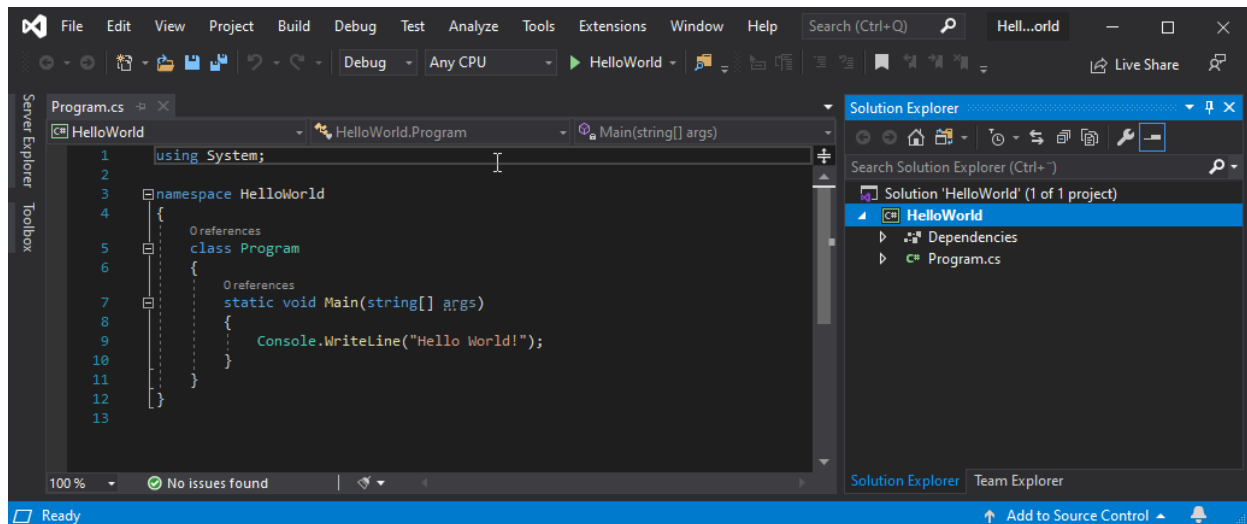 File Edit View Project Build Debug Test Analyze Tools Extensions Window Help Search (Ctrl+Q) Hell...orld
Debug Any CPU HelloWorld Live Share
Server Explorer
Toolbox
Program.cs
C# HelloWorld HelloWorld.Program Main(string[] args)
1 using System;
2
3 namespace HelloWorld
4 {
0 references
5 class Program
6 {
0 references
7 static void Main(string[] args)
8 {
9 Console.WriteLine("Hello World!");
10 }
11 }
12 }
13
100 % No issues found
Solution Explorer
Search Solution Explorer (Ctrl+¨)
Solution 'HelloWorld' (1 of 1 project)
C# HelloWorld
Dependencies
C# Program.cs
Solution Explorer Team Explorer
Ready Add to Source Control